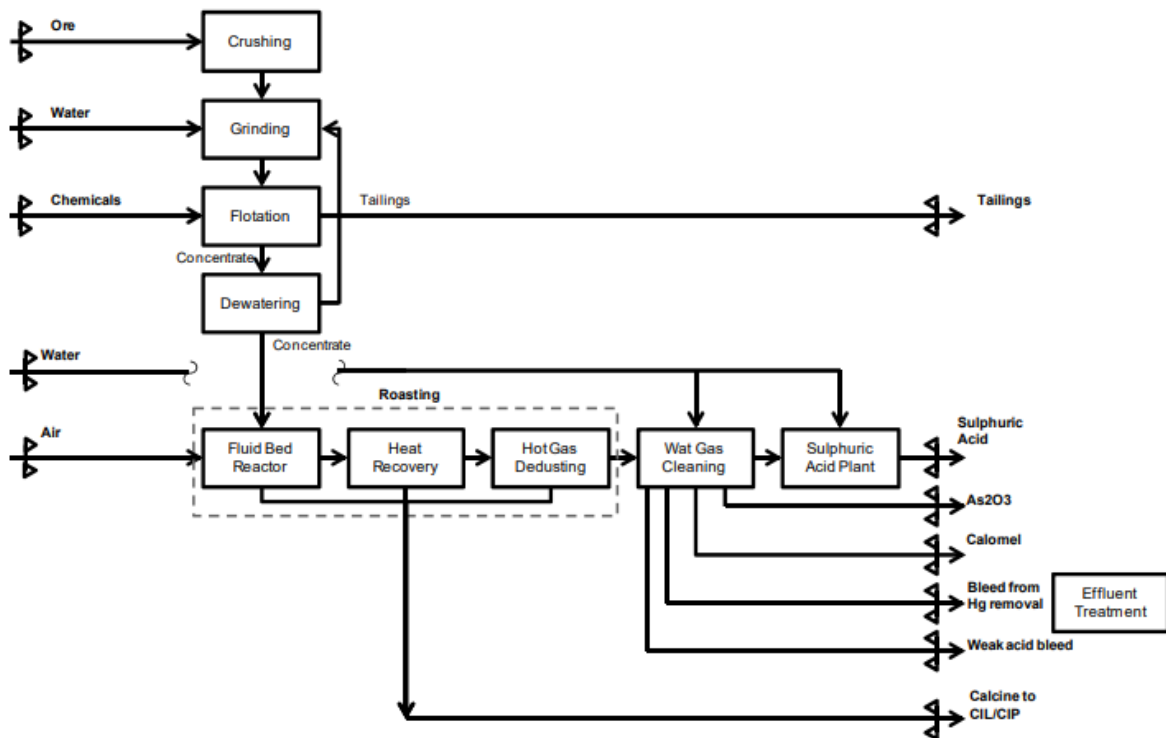 Ore
Crushing
Water
Grinding
Chemicals
Flotation
Tailings
Tailings
Concentrate
Dewatering
Concentrate
Water
Roasting
Air
Fluid Bed
Reactor
Heat
Recovery
Hot Gas
Dedusting
Wat Gas
Cleaning
Sulphuric
Acid Plant
Sulphuric
Acid
As2O3
Calomel
Bleed from
Hg removal
Effluent
Treatment
Weak acid bleed
Calcine to
CIL/CIP